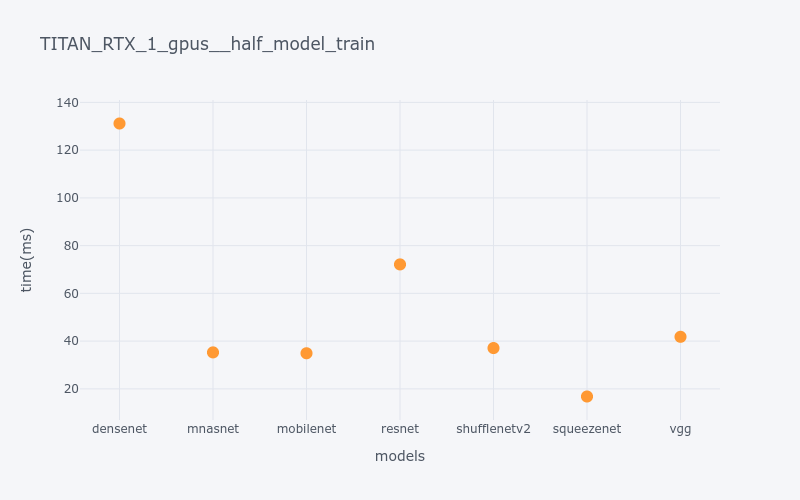 TITAN_RTX_1_gpus__half_model_train
140
120
100
80
60
40
20
time(ms)
densenet mnasnet mobilenet resnet shufflenetv2 squeezenet vgg
models